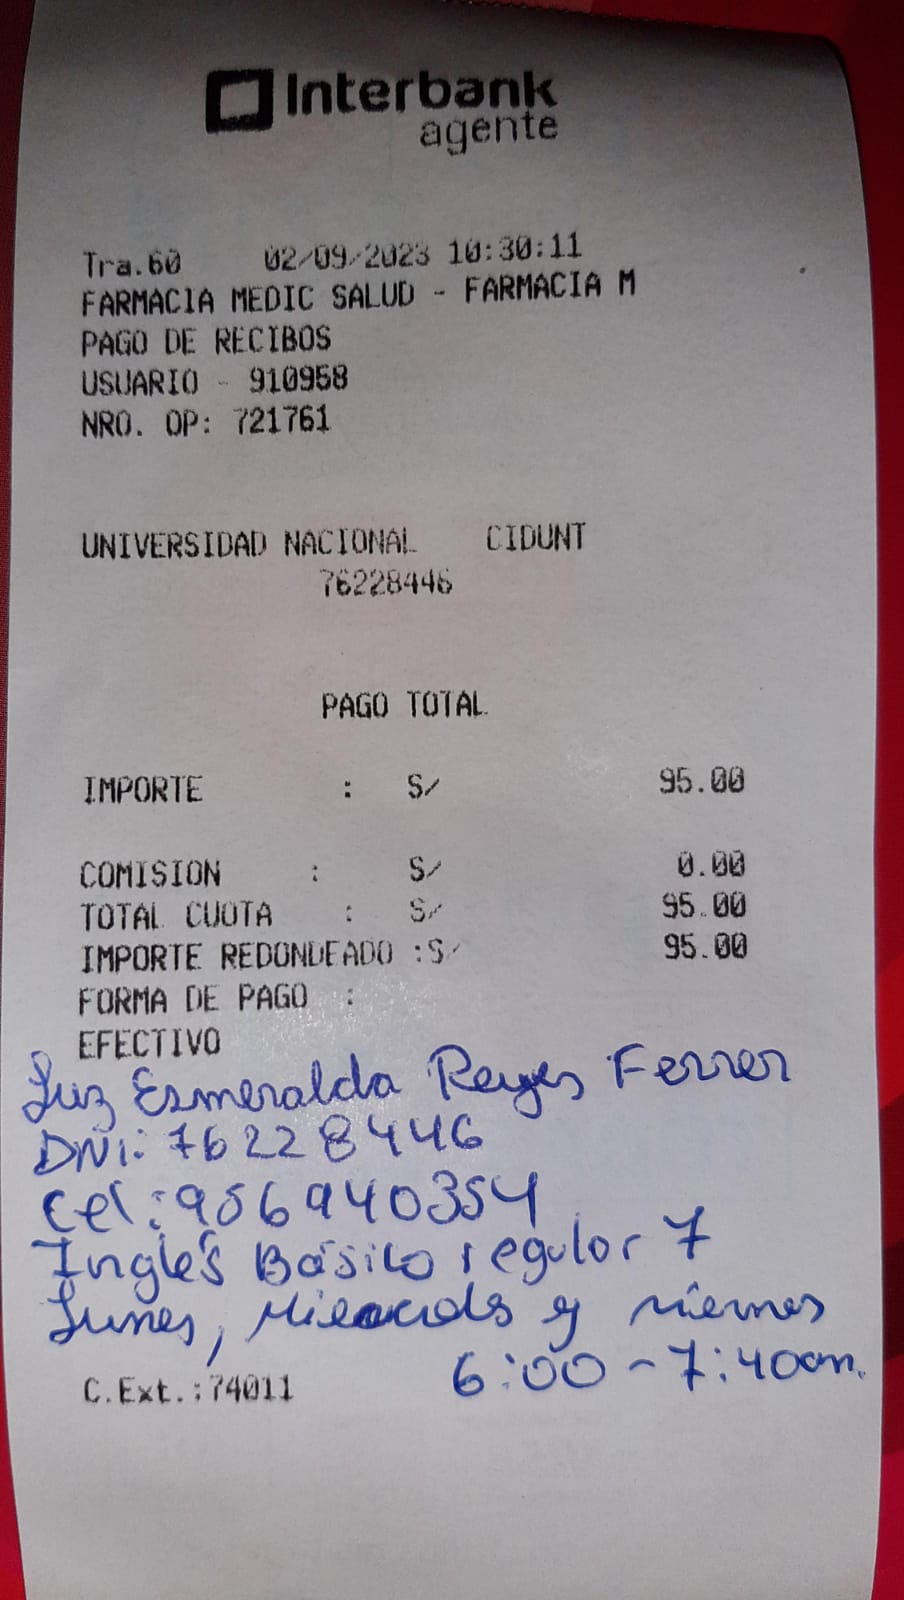 Interbank
agente
Tra.60 02/09/2023 10:30:11
FARMACIA MEDIC SALUD - FARMACIA M
PAGO DE RECIBOS
USUARIO - 910958
NRO. OP: 721761
UNIVERSIDAD NACIONAL CIDUNT
76228446
PAGO TOTAL
IMPORTE : S/ 95.00
COMISION : S/ 0.00
TOTAL CUOTA : S/ 95.00
IMPORTE REDONDEADO :S/ 95.00
FORMA DE PAGO :
EFECTIVO
Luz Esmeralda Reyes Ferrer
DNi: 76228446
Cel: 956940354
Inglés Básico regular 7
Lunes, Miercoles y viernes
6:00 - 7:40am.
C.Ext.:74011